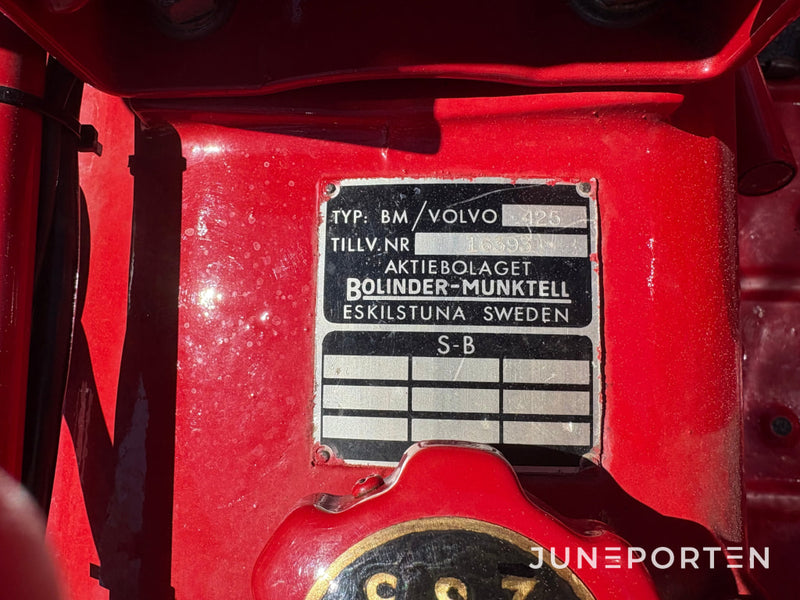 TYP: BM/VOLVO 425
TILLV.NR
AKTIEBOLAGET
BOLINDER-MUNKTELL
ESKILSTUNA SWEDEN
S-B
JUNEPORTEN